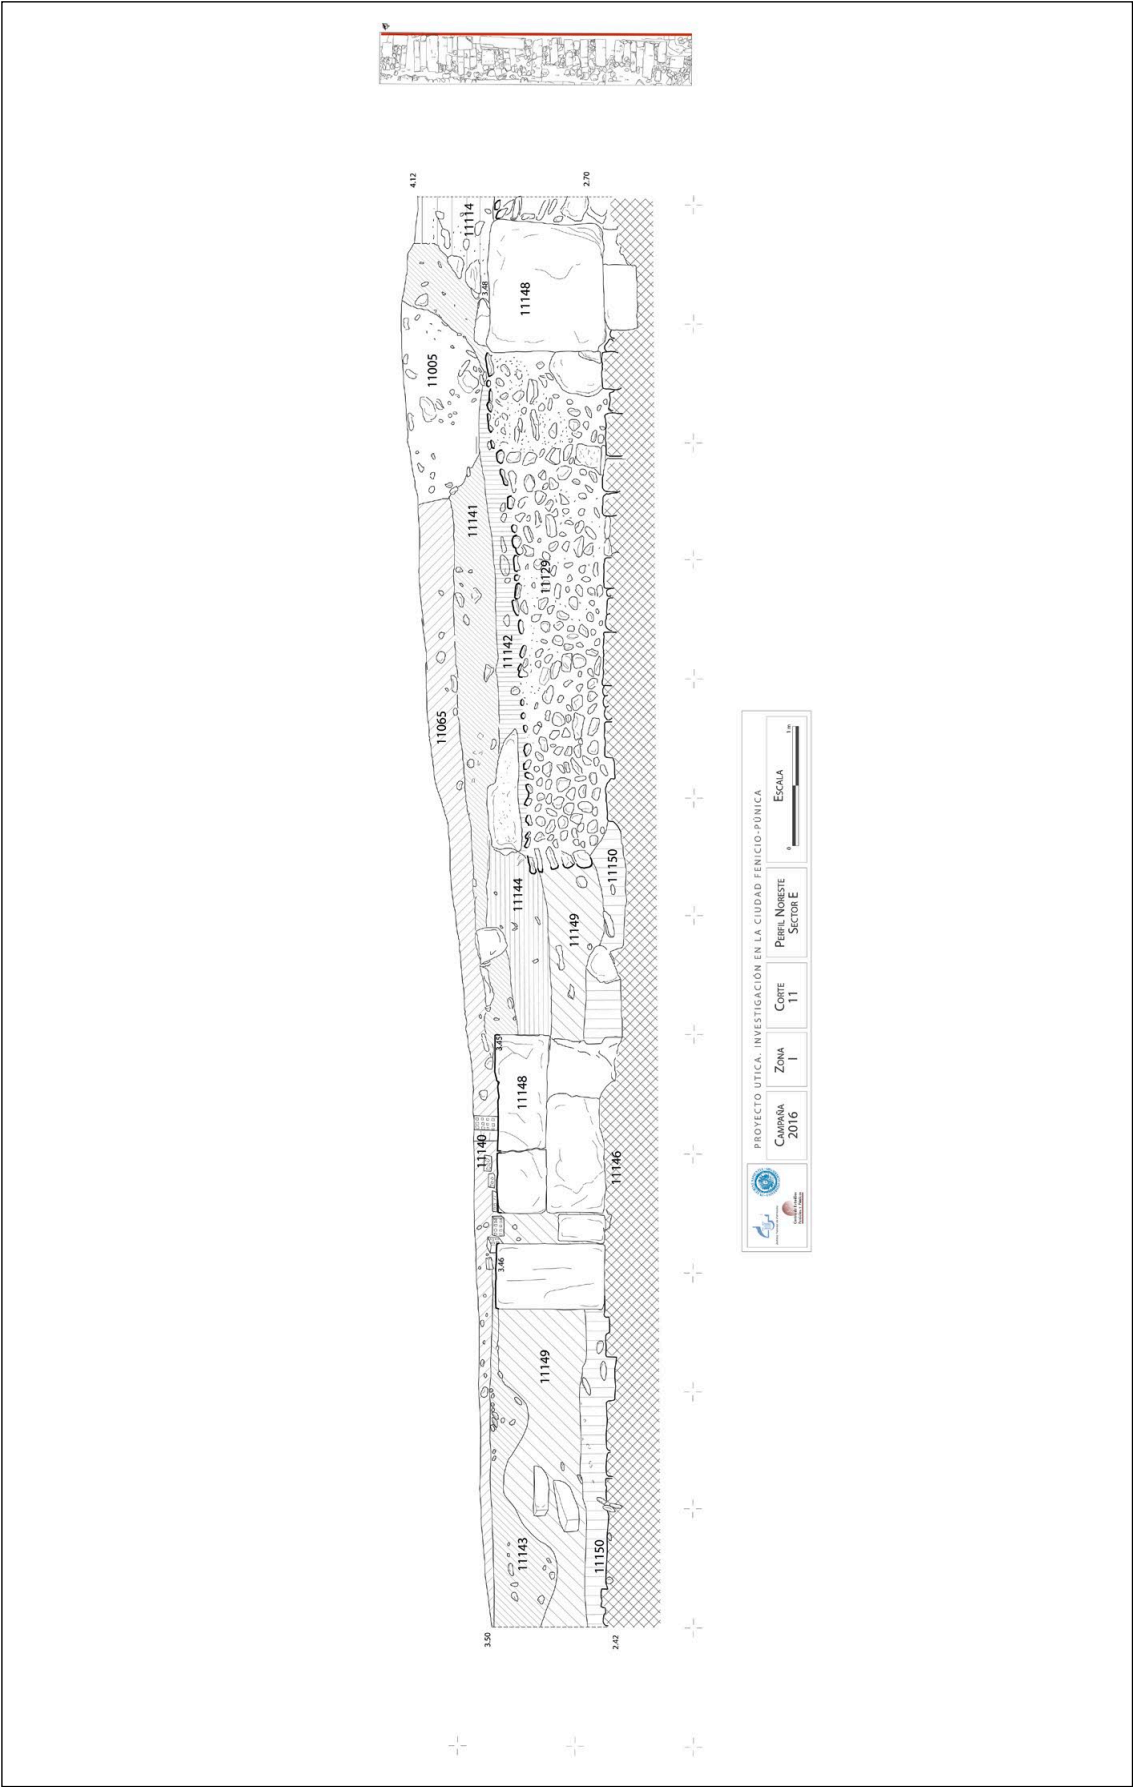 4.12
2.70
11114
3.48
11148
11005
11141
11129
11142
11065
11150
11144
11149
3.45
11148
11140
11146
3.46
11149
11143
11150
3.50
2.42
PROYECTO UTICA. INVESTIGACIÓN EN LA CIUDAD FENICIO-PÚNICA
CAMPAÑA
2016
ZONA
I
CORTE
11
PERFIL NORESTE
SECTOR E
ESCALA
0
1 m